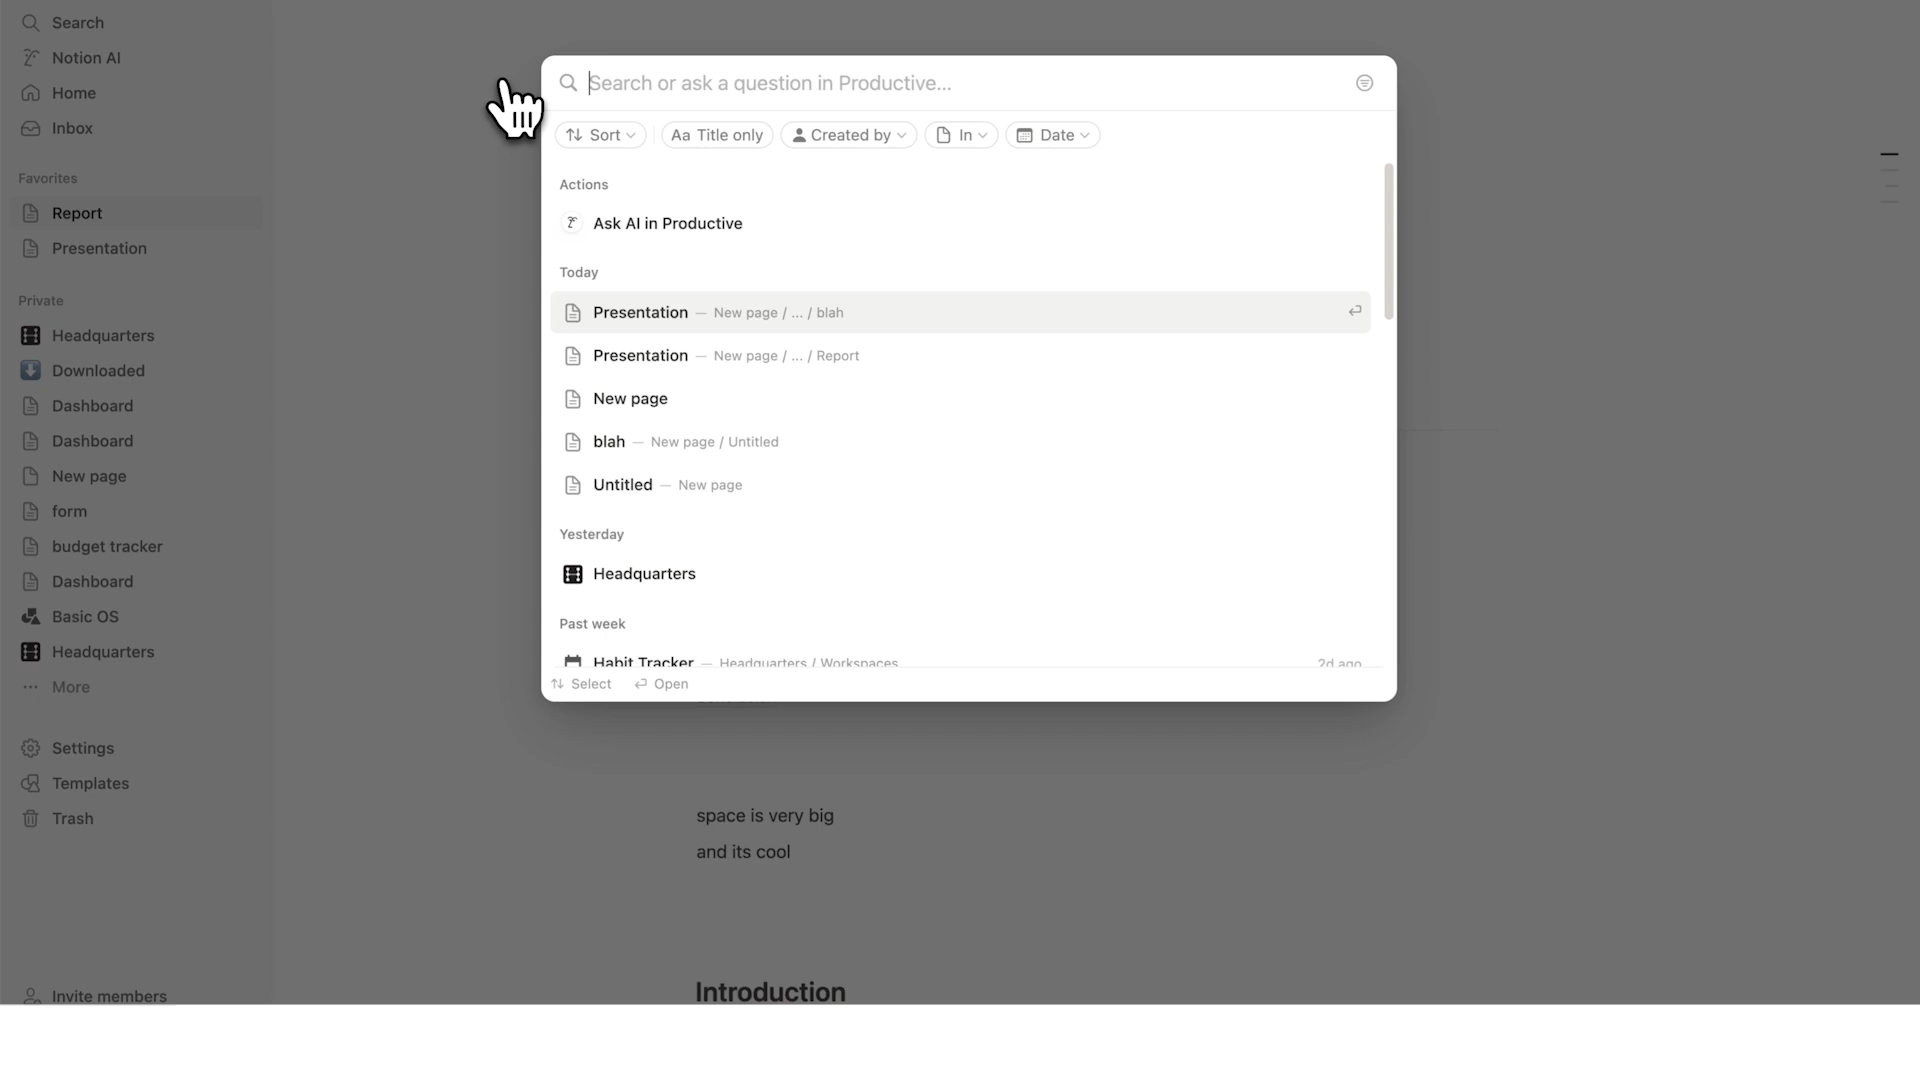 Search
Notion AI
Home
Inbox
Favorites
Report
Presentation
Private
Headquarters
Downloaded
Dashboard
Dashboard
New page
form
budget tracker
Dashboard
Basic OS
Headquarters
More
Settings
Templates
Trash
Invite members
Search or ask a question in Productive...
Sort
Aa Title only
Created by
In
Date
Actions
Ask AI in Productive
Today
Presentation — New page / ... / blah
Presentation — New page / ... / Report
New page
blah — New page / Untitled
Untitled — New page
Yesterday
Headquarters
Past week
Habit Tracker — Headquarters / Workspaces 2d ago
Select Open
space is very big
and its cool
Introduction